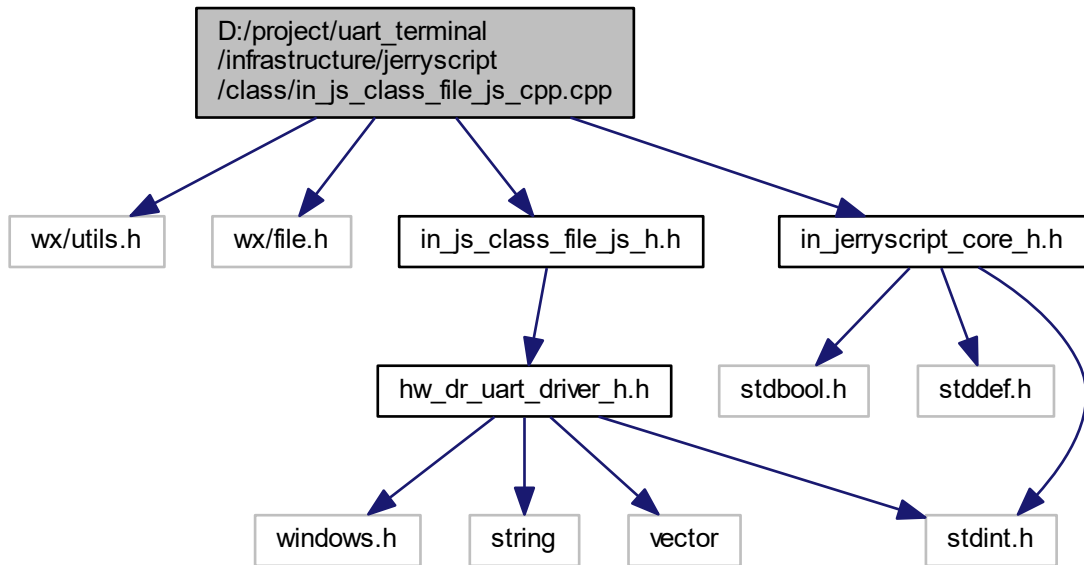 D:/project/uart_terminal
/infrastructure/jerryscript
/class/in_js_class_file_js_cpp.cpp
wx/utils.h
wx/file.h
in_js_class_file_js_h.h
in_jerryscript_core_h.h
hw_dr_uart_driver_h.h
stdbool.h
stddef.h
windows.h
string
vector
stdint.h